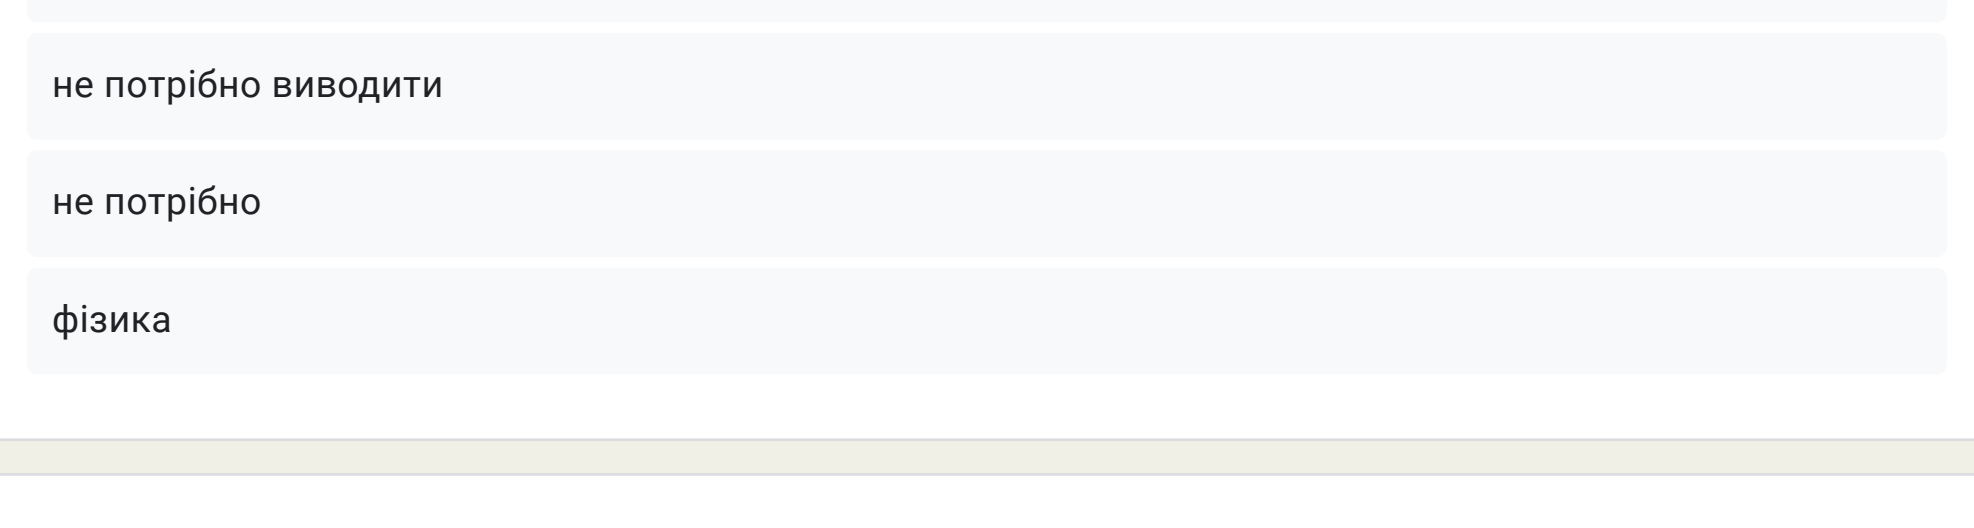 не потрібно виводити
не потрібно
фізика